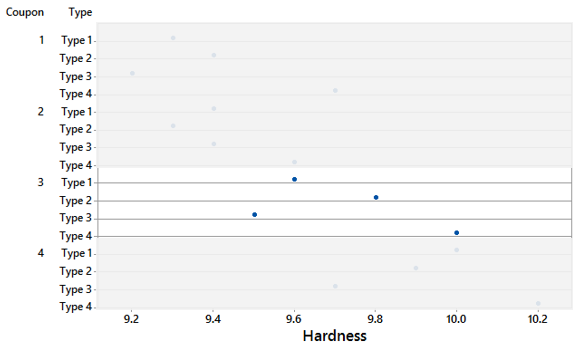 Coupon Type
1 Type 1
Type 2
Type 3
Type 4
2 Type 1
Type 2
Type 3
Type 4
3 Type 1
Type 2
Type 3
Type 4
4 Type 1
Type 2
Type 3
Type 4
9.2 9.4 9.6 9.8 10.0 10.2
Hardness